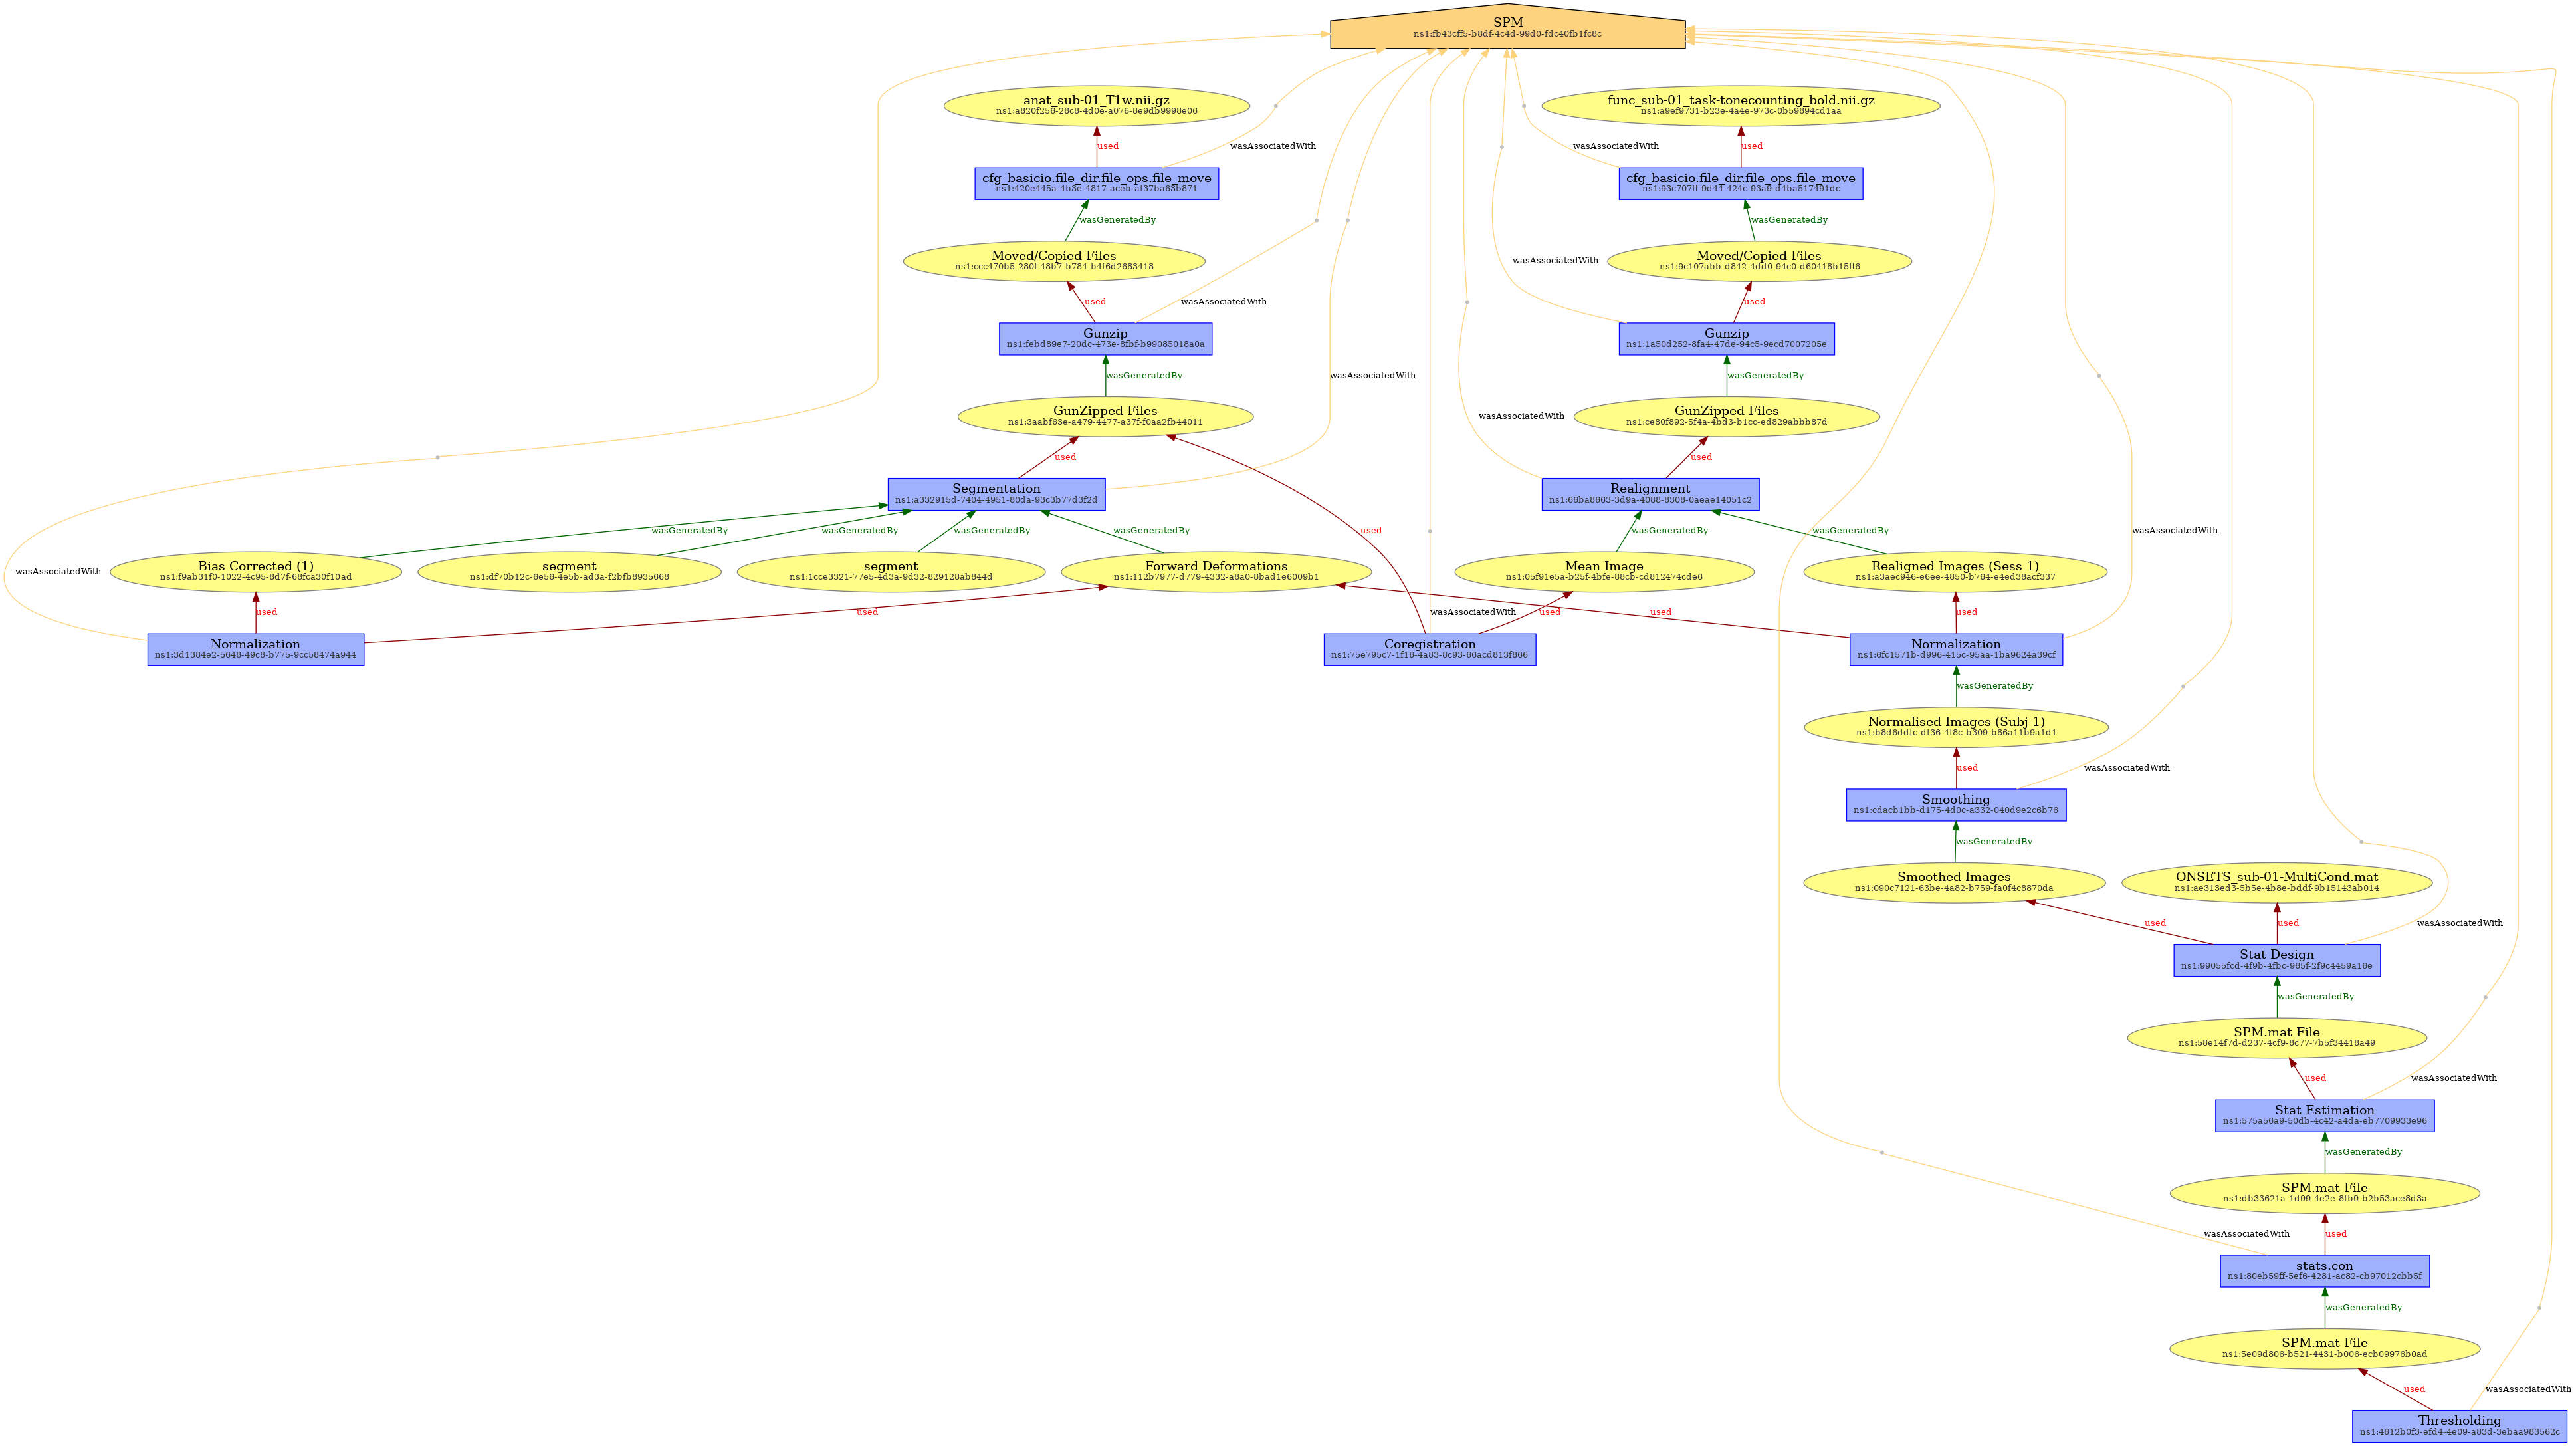 SPM
ns1:fb43cff5-b8df-4c4d-99d0-fdc40fb1fc8c
anat_sub-01_T1w.nii.gz
ns1:a820f256-28c8-4d0e-a076-8e9db9998e06
func_sub-01_task-tonecounting_bold.nii.gz
ns1:a9ef9731-b23e-4a4e-973c-0b59894cd1aa
used
wasAssociatedWith
wasAssociatedWith
used
cfg_basicio.file_dir.file_ops.file_move
ns1:420e445a-4b3e-4817-aceb-af37ba63b871
cfg_basicio.file_dir.file_ops.file_move
ns1:93c707ff-9d44-424c-93a9-d4ba517491dc
wasGeneratedBy
wasGeneratedBy
Moved/Copied Files
ns1:ccc470b5-280f-48b7-b784-b4f6d2683418
wasAssociatedWith
Moved/Copied Files
ns1:9c107abb-d842-4dd0-94c0-d60418b15ff6
used
wasAssociatedWith
used
Gunzip
ns1:febd89e7-20dc-473e-8fbf-b99085018a0a
Gunzip
ns1:1a50d252-8fa4-47de-94c5-9ecd7007205e
wasGeneratedBy
wasAssociatedWith
wasGeneratedBy
GunZipped Files
ns1:3aabf63e-a479-4477-a37f-f0aa2fb44011
wasAssociatedWith
GunZipped Files
ns1:ce80f892-5f4a-4bd3-b1cc-ed829abbb87d
used
used
Segmentation
ns1:a332915d-7404-4951-80da-93c3b77d3f2d
Realignment
ns1:66ba8663-3d9a-4088-8308-0aeae14051c2
wasGeneratedBy
wasGeneratedBy
wasGeneratedBy
wasGeneratedBy
used
wasGeneratedBy
wasGeneratedBy
wasAssociatedWith
wasAssociatedWith
Bias Corrected (1)
ns1:f9ab31f0-1022-4c95-8d7f-68fca30f10ad
segment
ns1:df70b12c-6e56-4e5b-ad3a-f2bfb8935668
segment
ns1:1cce3321-77e5-4d3a-9d32-829128ab844d
Forward Deformations
ns1:112b7977-d779-4332-a8a0-8bad1e6009b1
Mean Image
ns1:05f91e5a-b25f-4bfe-88cb-cd812474cde6
Realigned Images (Sess 1)
ns1:a3aec946-e6ee-4850-b764-e4ed38acf337
used
used
wasAssociatedWith
used
used
used
Normalization
ns1:3d1384e2-5648-49c8-b775-9cc58474a944
Coregistration
ns1:75e795c7-1f16-4a83-8c93-66acd813f866
Normalization
ns1:6fc1571b-d996-415c-95aa-1ba9624a39cf
wasGeneratedBy
Normalised Images (Subj 1)
ns1:b8d6ddfc-df36-4f8c-b309-b86a11b9a1d1
used
wasAssociatedWith
Smoothing
ns1:cdacb1bb-d175-4d0c-a332-040d9e2c6b76
wasGeneratedBy
Smoothed Images
ns1:090c7121-63be-4a82-b759-fa0f4c8870da
ONSETS_sub-01-MultiCond.mat
ns1:ae313ed3-5b5e-4b8e-bddf-9b15143ab014
used
used
wasAssociatedWith
Stat Design
ns1:99055fcd-4f9b-4fbc-965f-2f9c4459a16e
wasGeneratedBy
SPM.mat File
ns1:58e14f7d-d237-4cf9-8c77-7b5f34418a49
used
wasAssociatedWith
Stat Estimation
ns1:575a56a9-50db-4c42-a4da-eb7709933e96
wasGeneratedBy
SPM.mat File
ns1:db33621a-1d99-4e2e-8fb9-b2b53ace8d3a
wasAssociatedWith
used
stats.con
ns1:80eb59ff-5ef6-4281-ac82-cb97012cbb5f
wasGeneratedBy
SPM.mat File
ns1:5e09d806-b521-4431-b006-ecb09976b0ad
used
wasAssociatedWith
Thresholding
ns1:4612b0f3-efd4-4e09-a83d-3ebaa983562c